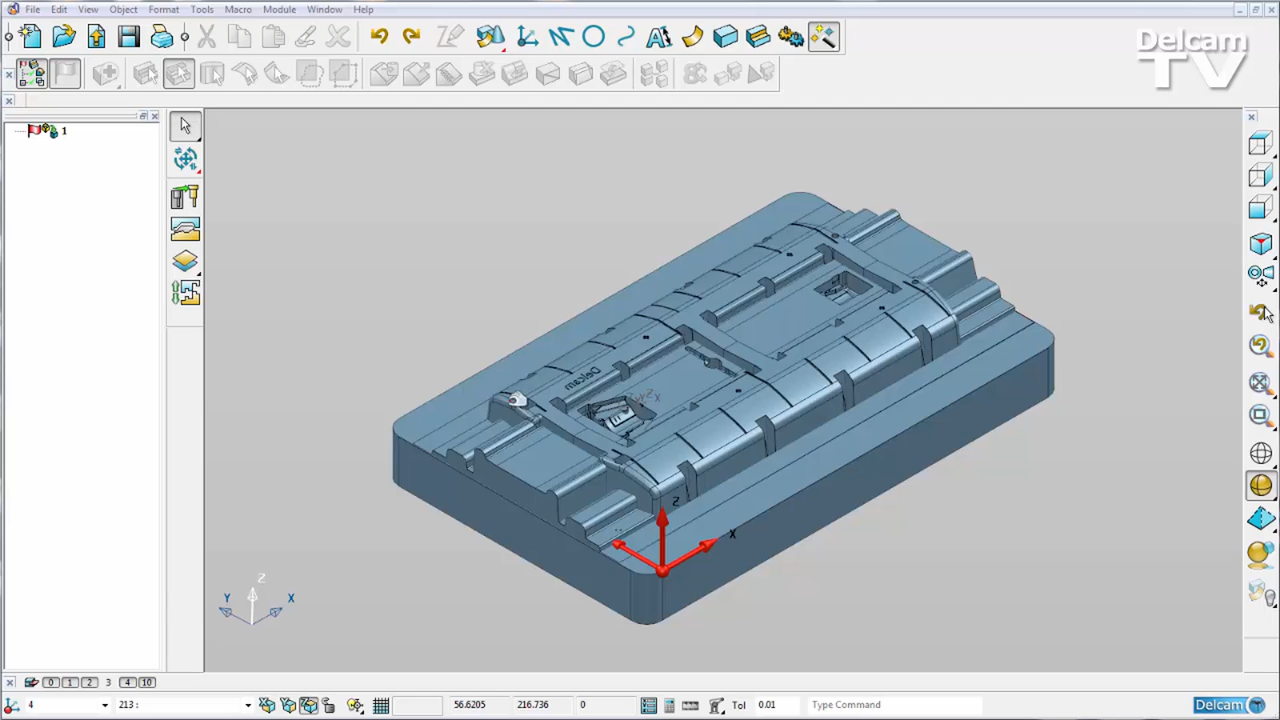 File Edit View Object Format Tools Macro Module Window Help
Delcam
TV
1
Delcam
Z
X
Z
Y X
0 1 2 3 4 10
4 213 : 56.6205 216.736 0 Tol 0.01 Type Command Delcam